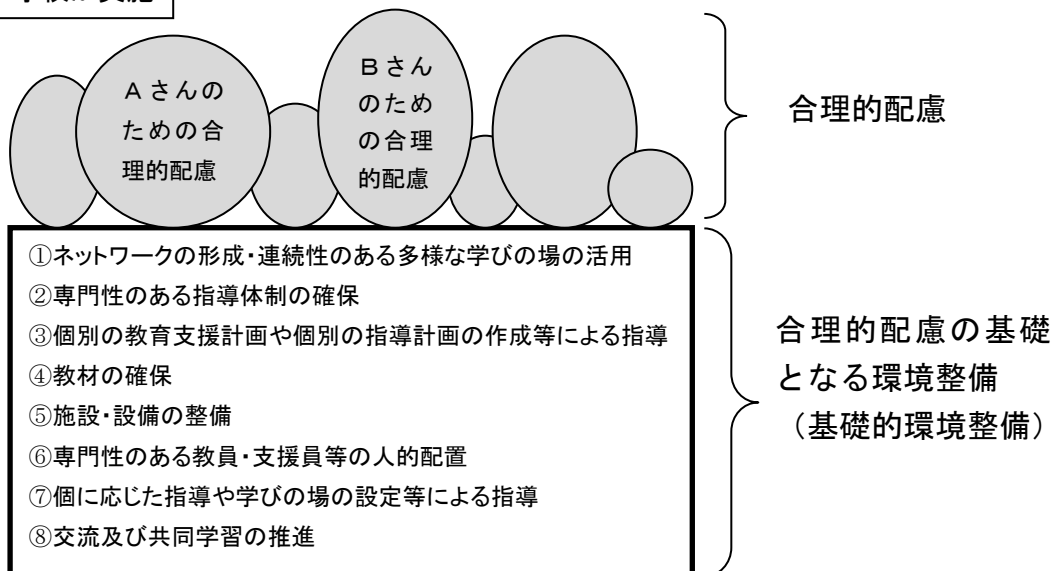 Aさんの
ための合
理的配慮
Bさん
のため
の合理
的配慮
合理的配慮
①ネットワークの形成・連続性のある多様な学びの場の活用
②専門性のある指導体制の確保
③個別の教育支援計画や個別の指導計画の作成等による指導
④教材の確保
⑤施設・設備の整備
⑥専門性のある教員・支援員等の人的配置
⑦個に応じた指導や学びの場の設定等による指導
⑧交流及び共同学習の推進
合理的配慮の基礎
となる環境整備
（基礎的環境整備）